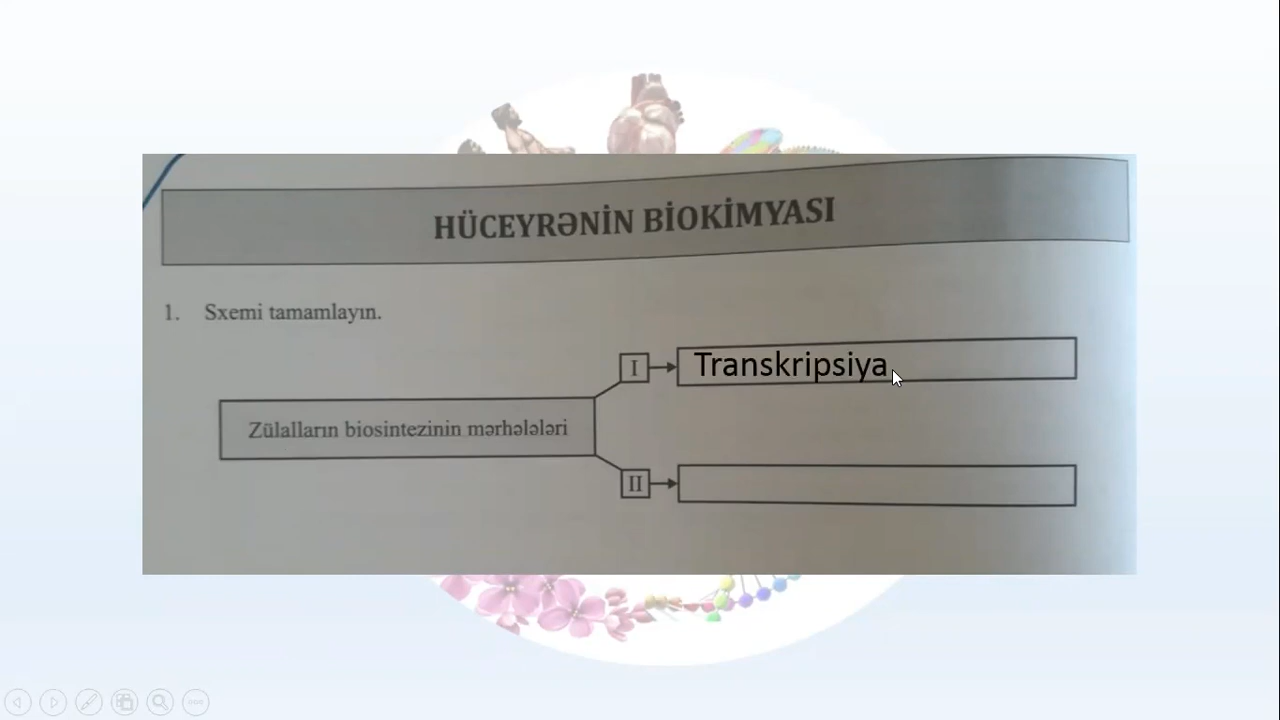 HÜCEYRƏNİN BİOKİMYASI
1. Sxemi tamamlayın.
I
Transkripsiya
Zülalların biosintezinin mərhələləri
II